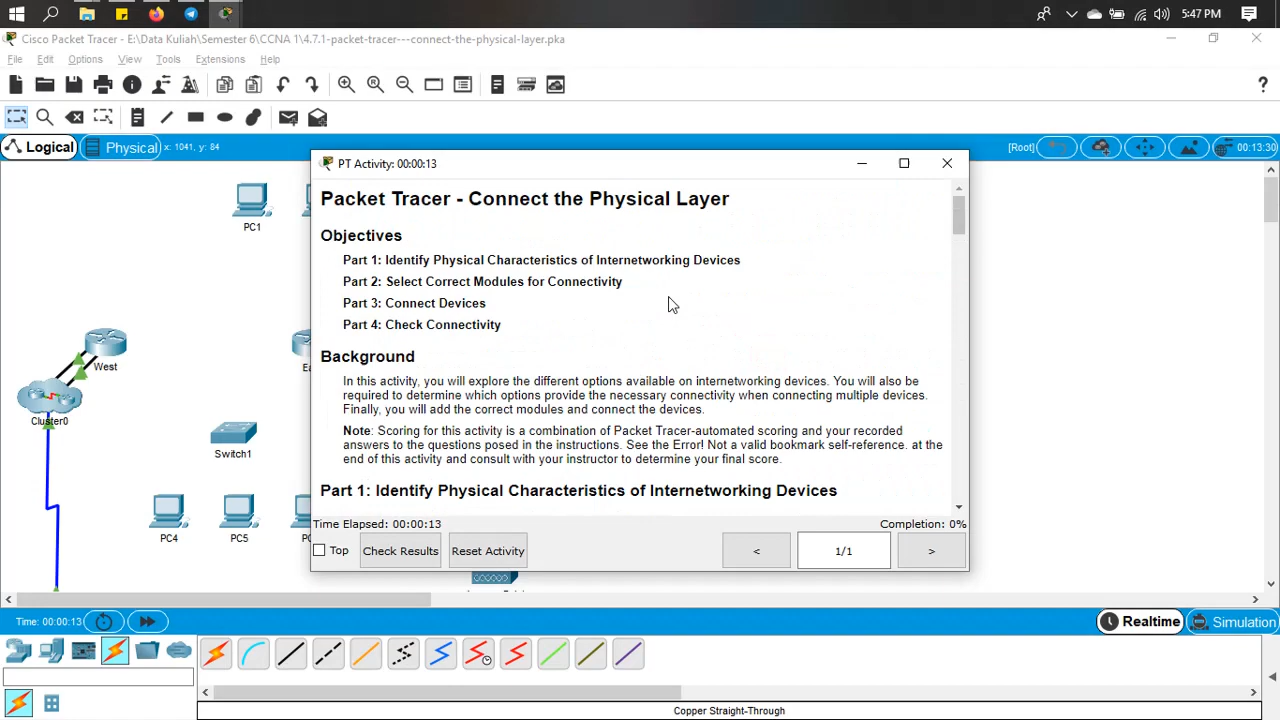 5:47 PM
Cisco Packet Tracer - E:\Data Kuliah\Semester 6\CCNA 1\4.7.1-packet-tracer---connect-the-physical-layer.pka
File Edit Options View Tools Extensions Help
Logical Physical x: 1041, y: 84 [Root] 00:13:30
PT Activity: 00:00:13
Packet Tracer - Connect the Physical Layer
Objectives
Part 1: Identify Physical Characteristics of Internetworking Devices
Part 2: Select Correct Modules for Connectivity
Part 3: Connect Devices
Part 4: Check Connectivity
Background
In this activity, you will explore the different options available on internetworking devices. You will also be
required to determine which options provide the necessary connectivity when connecting multiple devices.
Finally, you will add the correct modules and connect the devices.
Note: Scoring for this activity is a combination of Packet Tracer-automated scoring and your recorded
answers to the questions posed in the instructions. See the Error! Not a valid bookmark self-reference. at the
end of this activity and consult with your instructor to determine your final score.
Part 1: Identify Physical Characteristics of Internetworking Devices
Time Elapsed: 00:00:13 Completion: 0%
Top Check Results Reset Activity < 1/1 >
PC1
West
Ea
Cluster0
Switch1
PC4 PC5
Time: 00:00:13 Realtime Simulation
Copper Straight-Through